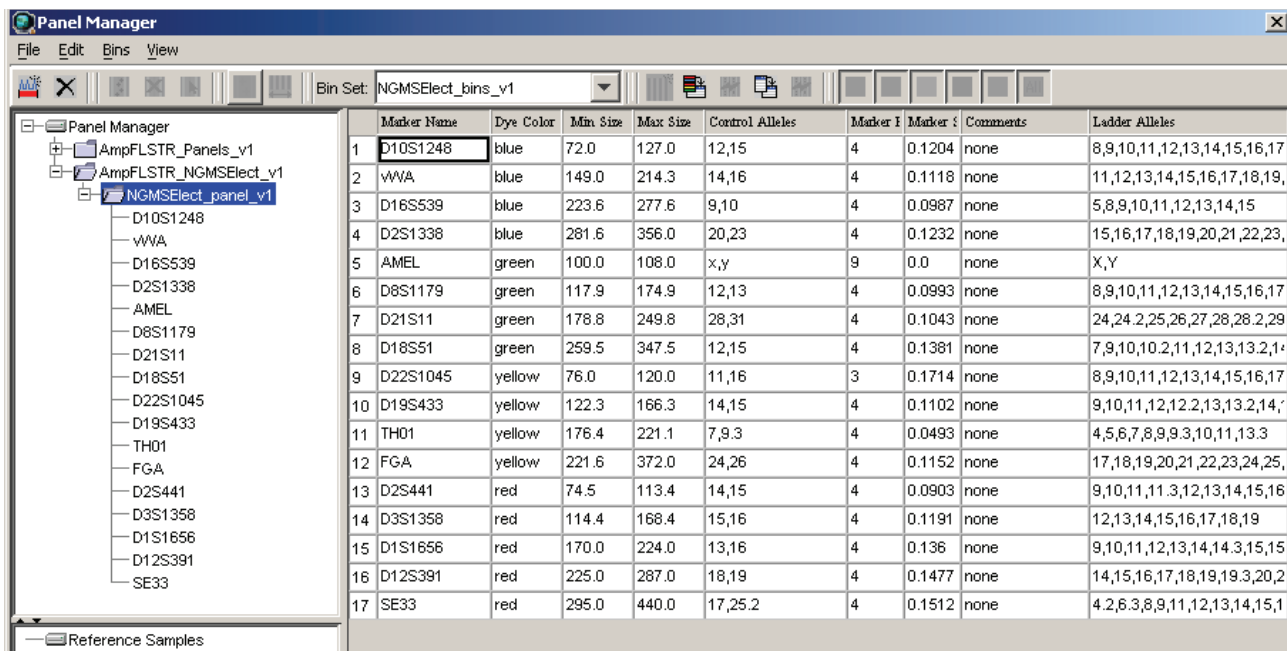 Panel Manager
File Edit Bins View
Bin Set: NGMSElect_bins_v1
Panel Manager
AmpFLSTR_Panels_v1
AmpFLSTR_NGMSElect_v1
NGMSElect_panel_v1
D10S1248
vWA
D16S539
D2S1338
AMEL
D8S1179
D21S11
D18S51
D22S1045
D19S433
TH01
FGA
D2S441
D3S1358
D1S1656
D12S391
SE33
Reference Samples
Marker Name Dye Color Min Size Max Size Control Alleles Marker Marker Comments Ladder Alleles
1 D10S1248 blue 72.0 127.0 12,15 4 0.1204 none 8,9,10,11,12,13,14,15,16,17
2 vWA blue 149.0 214.3 14,16 4 0.1118 none 11,12,13,14,15,16,17,18,19,
3 D16S539 blue 223.6 277.6 9,10 4 0.0987 none 5,8,9,10,11,12,13,14,15
4 D2S1338 blue 281.6 356.0 20,23 4 0.1232 none 15,16,17,18,19,20,21,22,23,
5 AMEL green 100.0 108.0 x,y 9 0.0 none X,Y
6 D8S1179 green 117.9 174.9 12,13 4 0.0993 none 8,9,10,11,12,13,14,15,16,17
7 D21S11 green 178.8 249.8 28,31 4 0.1043 none 24,24.2,25,26,27,28,28.2,29
8 D18S51 green 259.5 347.5 12,15 4 0.1381 none 7,9,10,10.2,11,12,13,13.2,14
9 D22S1045 yellow 76.0 120.0 11,16 3 0.1714 none 8,9,10,11,12,13,14,15,16,17
10 D19S433 yellow 122.3 166.3 14,15 4 0.1102 none 9,10,11,12,12.2,13,13.2,14,
11 TH01 yellow 176.4 221.1 7,9.3 4 0.0493 none 4,5,6,7,8,9,9.3,10,11,13.3
12 FGA yellow 221.6 372.0 24,26 4 0.1152 none 17,18,19,20,21,22,23,24,25,
13 D2S441 red 74.5 113.4 14,15 4 0.0903 none 9,10,11,11.3,12,13,14,15,16
14 D3S1358 red 114.4 168.4 15,16 4 0.1191 none 12,13,14,15,16,17,18,19
15 D1S1656 red 170.0 224.0 13,16 4 0.136 none 9,10,11,12,13,14,14.3,15,15
16 D12S391 red 225.0 287.0 18,19 4 0.1477 none 14,15,16,17,18,19,19.3,20,2
17 SE33 red 295.0 440.0 17,25.2 4 0.1512 none 4.2,6.3,8,9,11,12,13,14,15,1